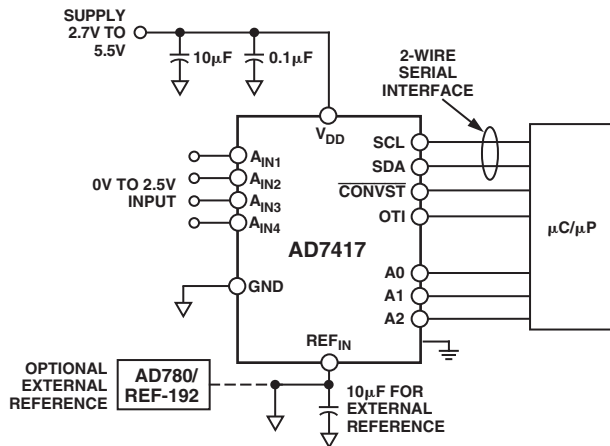 SUPPLY
2.7V TO
5.5V
10µF
0.1µF
2-WIRE
SERIAL
INTERFACE
VDD
AIN1
AIN2
AIN3
AIN4
0V TO 2.5V
INPUT
GND
AD7417
SCL
SDA
CONVST
OTI
A0
A1
A2
µC/µP
REFIN
OPTIONAL
EXTERNAL
REFERENCE
AD780/
REF-192
10µF FOR
EXTERNAL
REFERENCE